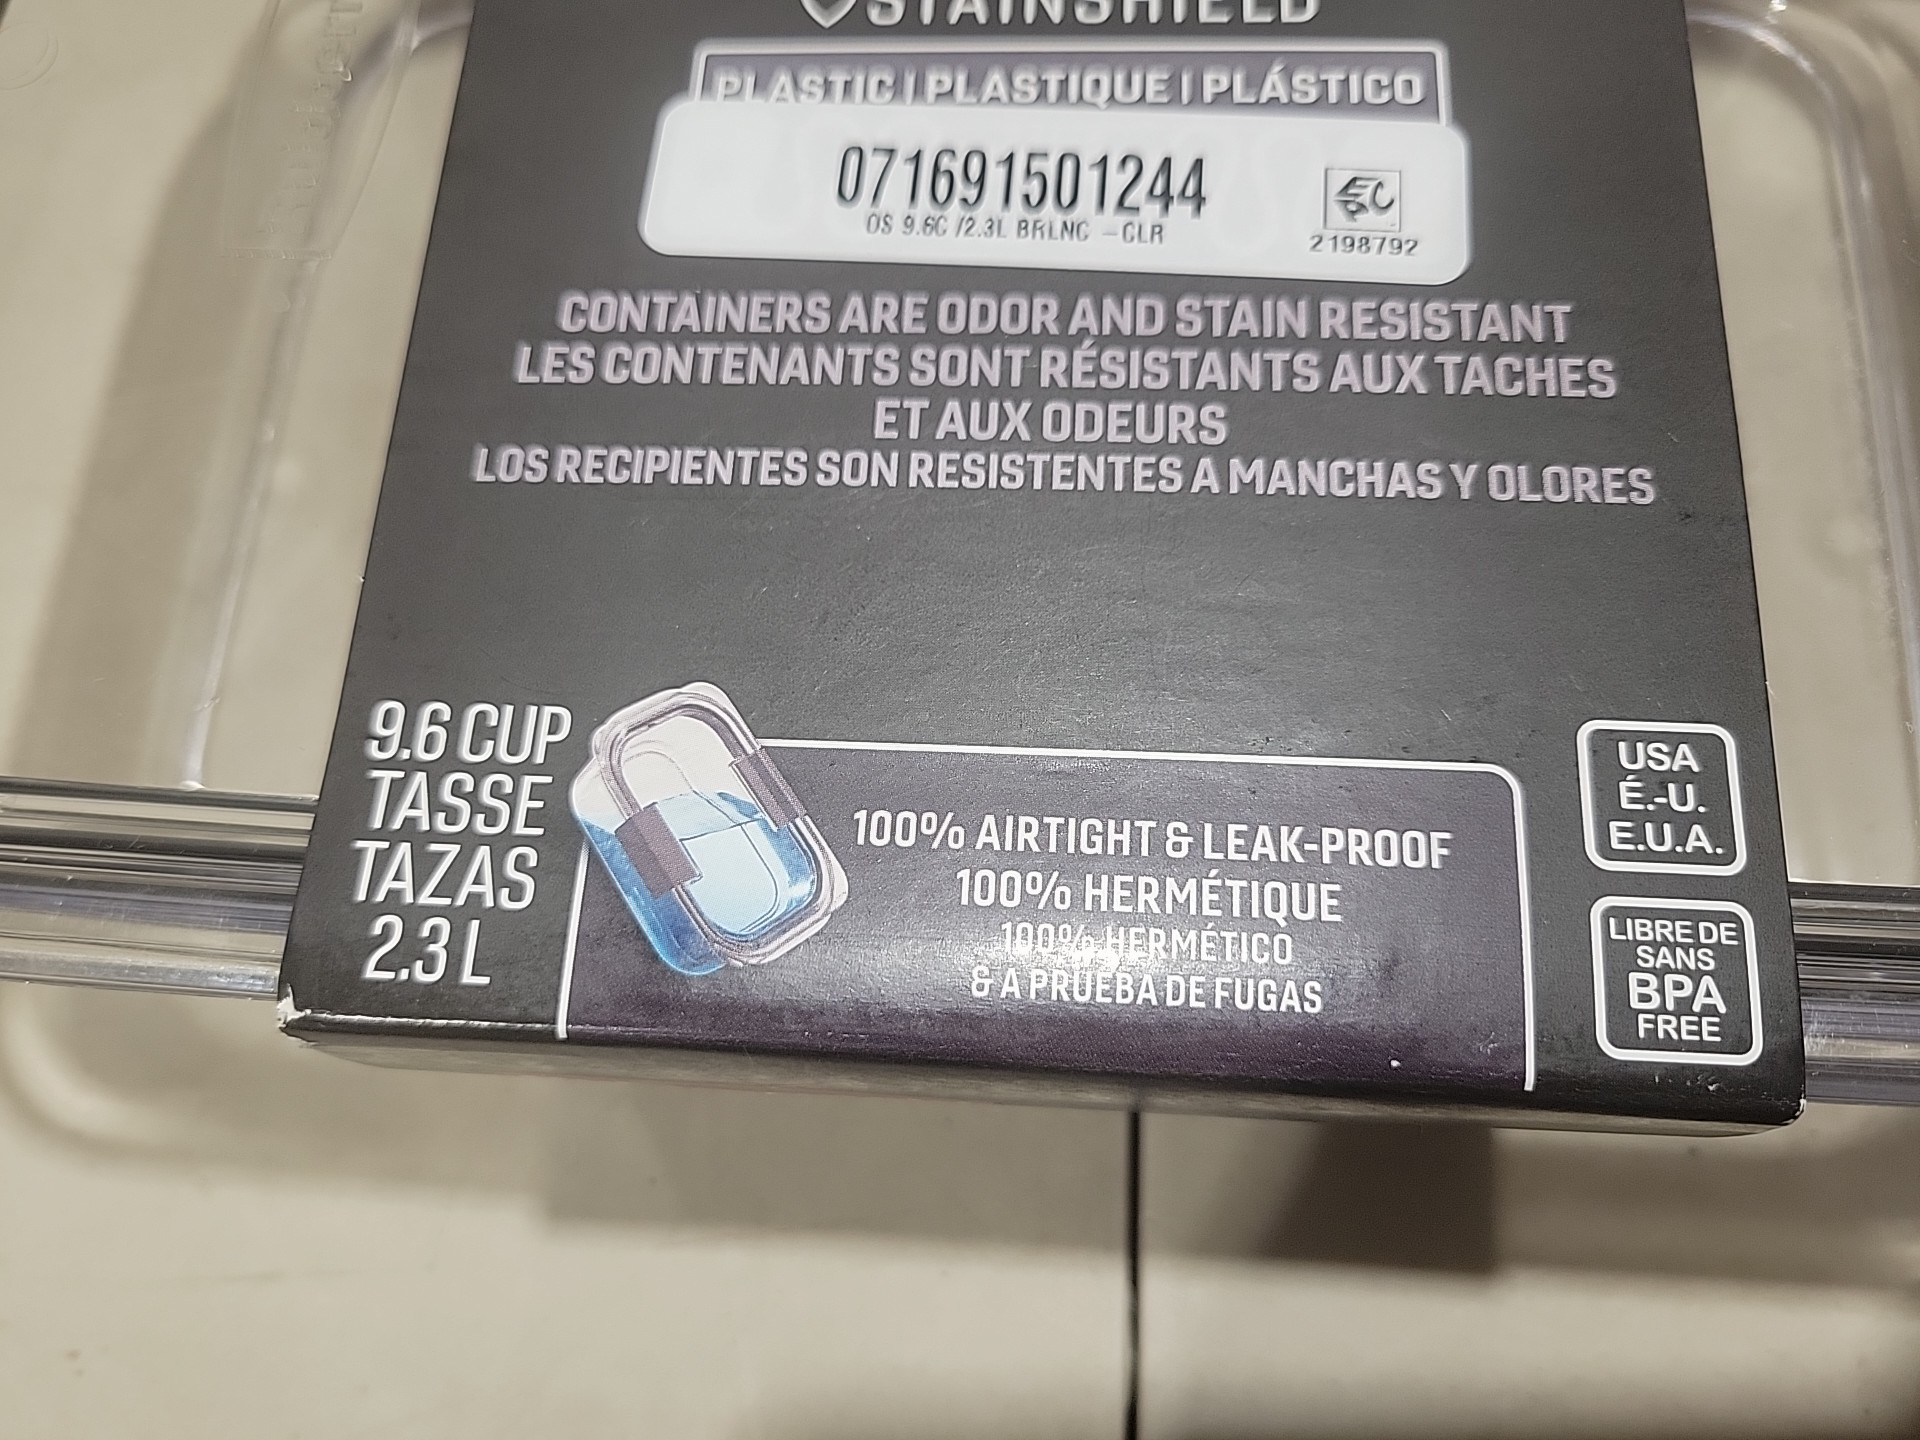 STAINSHIELD
PLASTIC | PLASTIQUE | PLÁSTICO
071691501244
OS 9.6C /2.3L BRLNC -CLR
2198792
CONTAINERS ARE ODOR AND STAIN RESISTANT
LES CONTENANTS SONT RÉSISTANTS AUX TACHES
ET AUX ODEURS
LOS RECIPIENTES SON RESISTENTES A MANCHAS Y OLORES
9.6 CUP
TASSE
TAZAS
2.3 L
100% AIRTIGHT & LEAK-PROOF
100% HERMÉTIQUE
100% HERMÉTICO
& A PRUEBA DE FUGAS
USA
É.-U.
E.U.A.
LIBRE DE
SANS
BPA
FREE